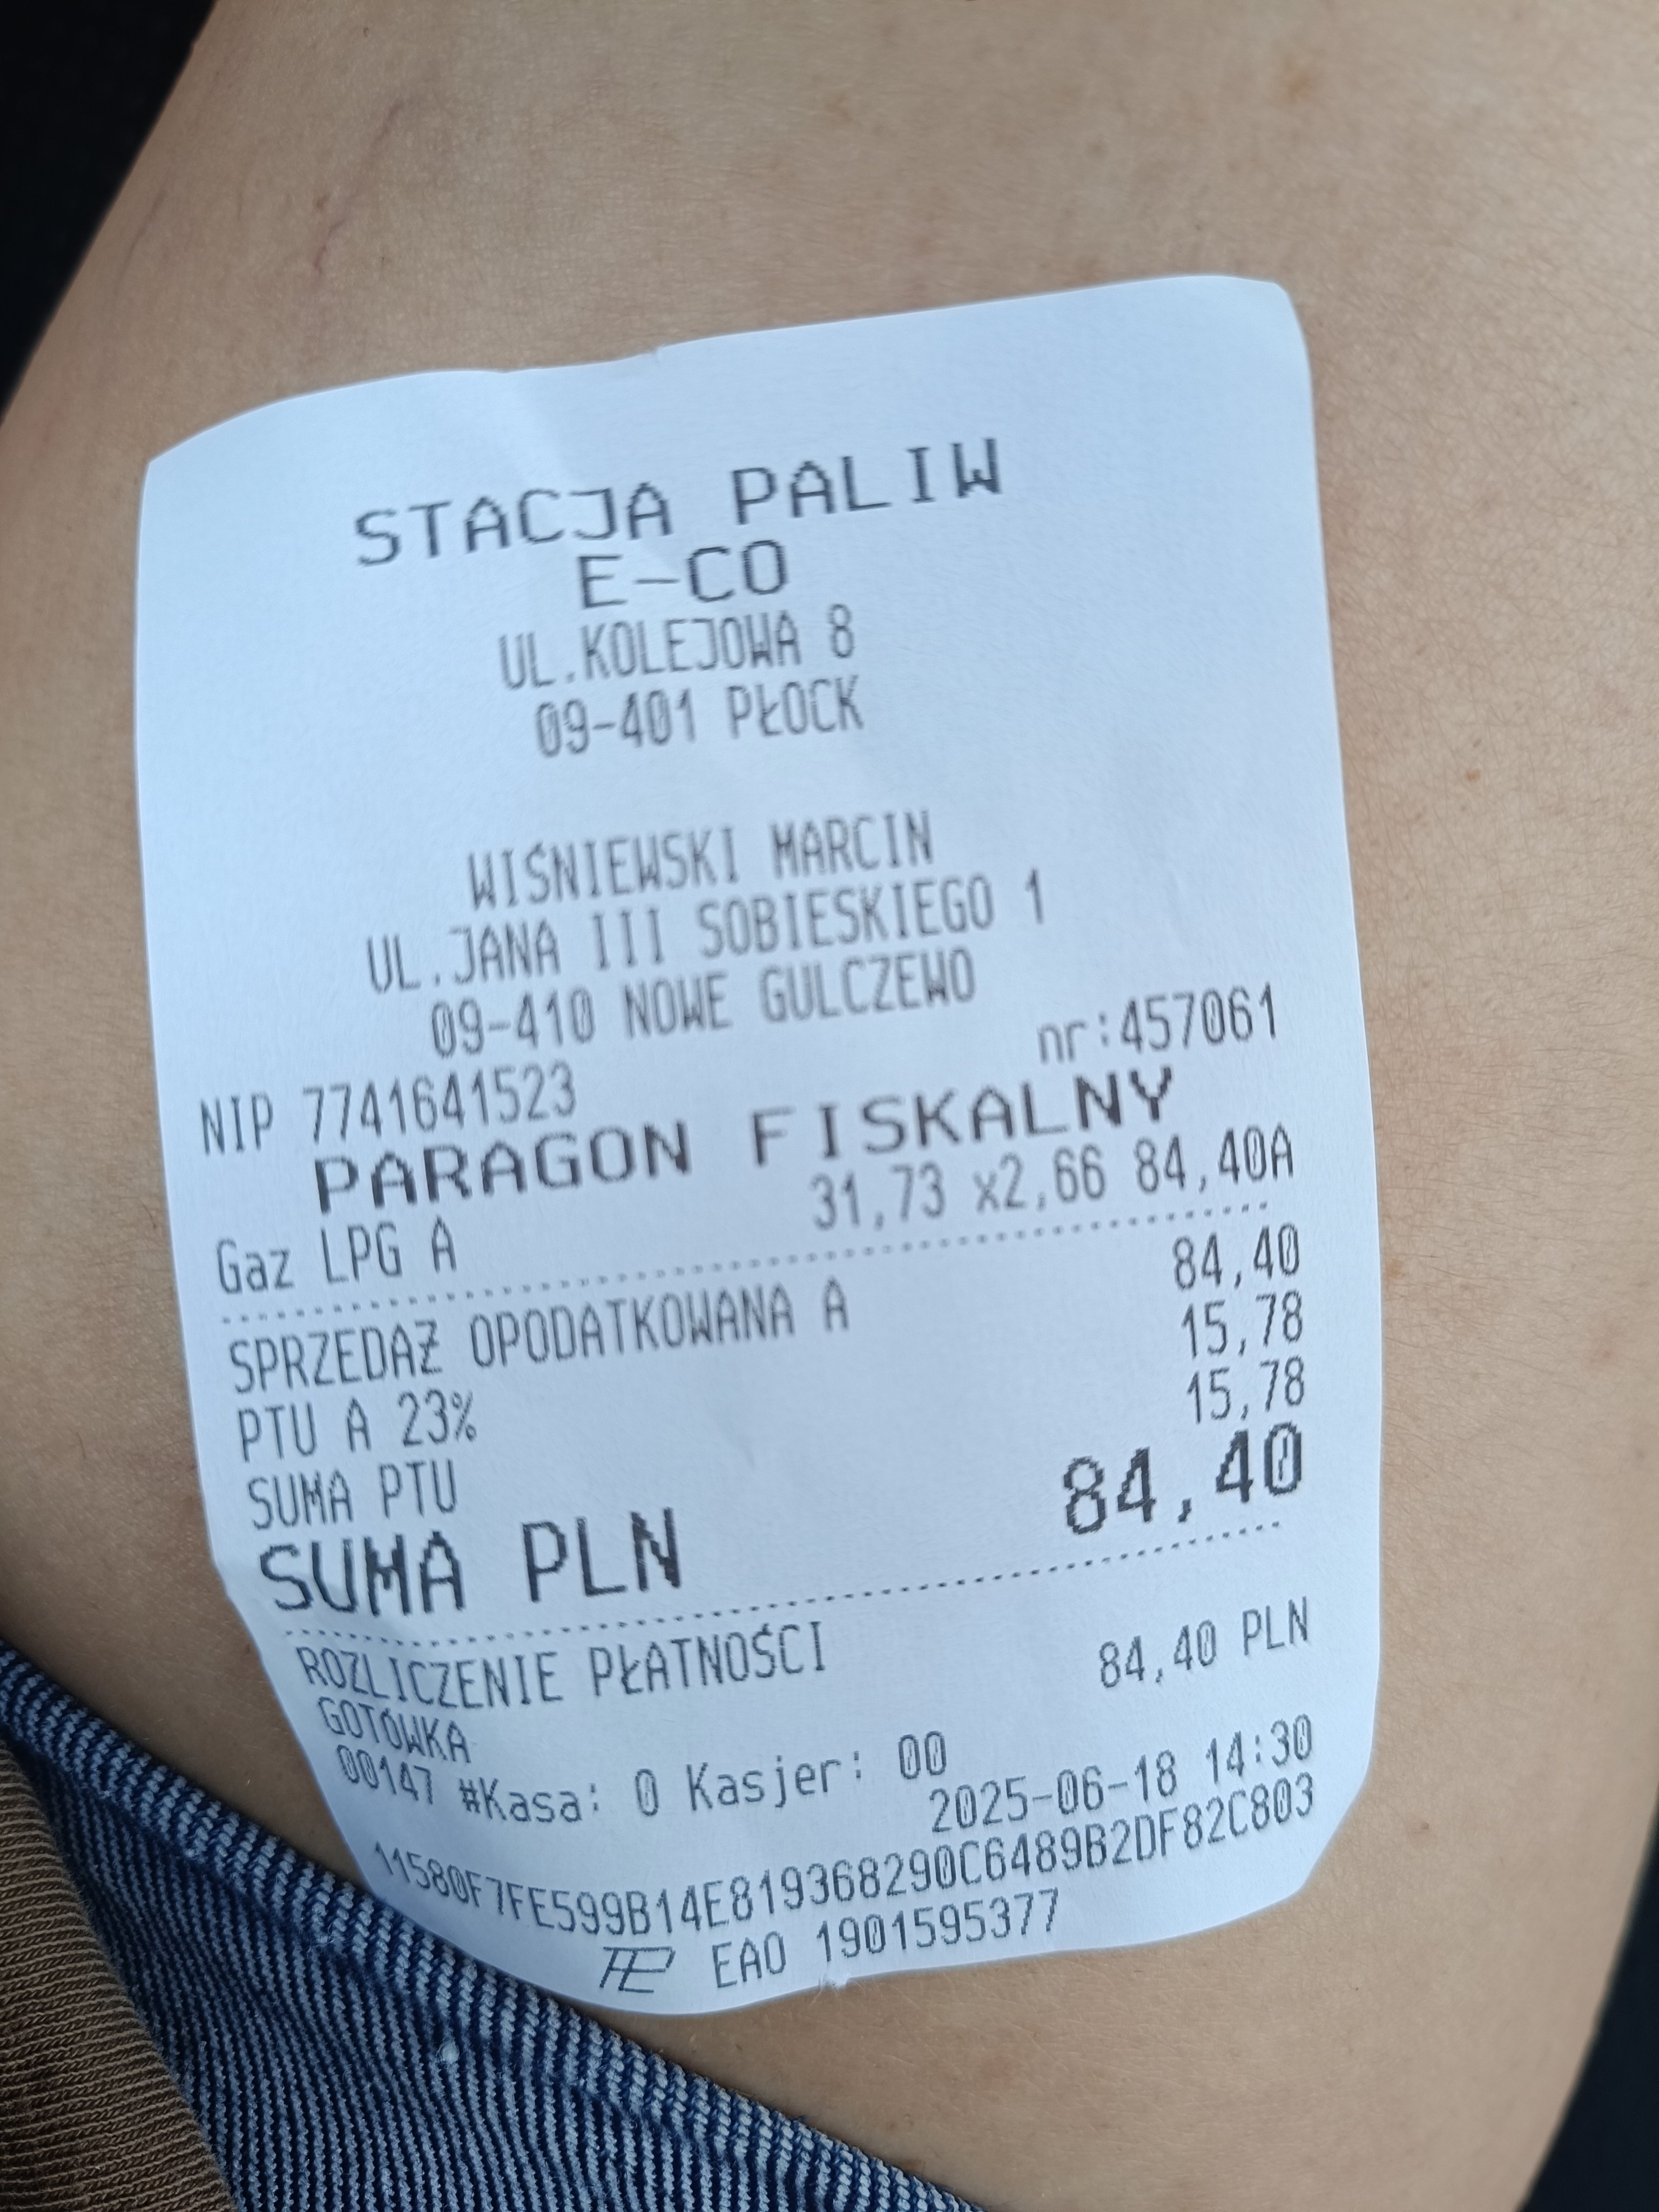 STACJA PALIW
E-CO
UL.KOLEJOWA 8
09-401 PŁOCK
WIŚNIEWSKI MARCIN
UL.JANA III SOBIESKIEGO 1
09-410 NOWE GULCZEWO
NIP 7741641523 nr:457061
PARAGON FISKALNY
Gaz LPG A 31,73 x2,66 84,40A
SPRZEDAŻ OPODATKOWANA A 84,40
PTU A 23% 15,78
SUMA PTU 15,78
SUMA PLN 84,40
ROZLICZENIE PŁATNOŚCI
GOTÓWKA 84,40 PLN
00147 #Kasa: 0 Kasjer: 00 2025-06-18 14:30
11580F7FE599B14E819368290C6489B2DF82C803
EAO 1901595377